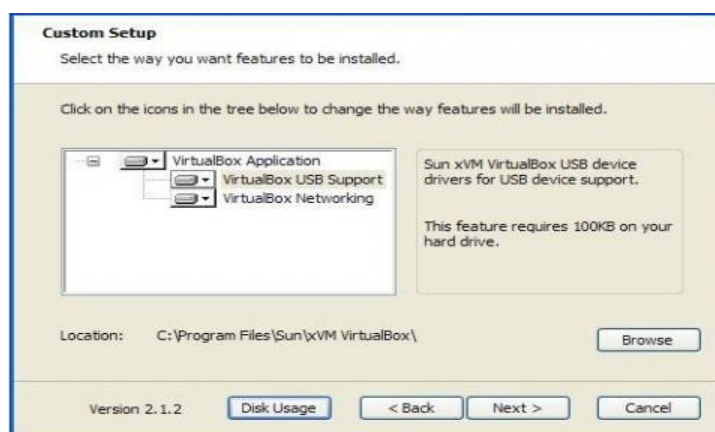 Custom Setup
Select the way you want features to be installed.
Click on the icons in the tree below to change the way features will be installed.
VirtualBox Application
VirtualBox USB Support
VirtualBox Networking
Sun xVM VirtualBox USB device
drivers for USB device support.
This feature requires 100KB on your
hard drive.
Location: C:\Program Files\Sun\xVM VirtualBox\
Browse
Version 2.1.2 Disk Usage < Back Next > Cancel